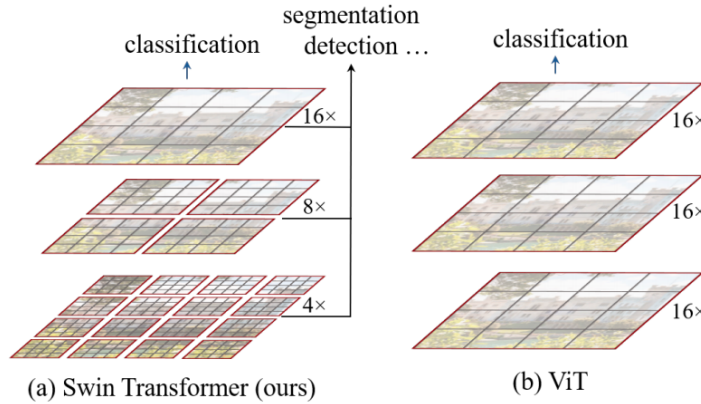 segmentation
classification
detection ...
classification
16×
8×
4×
16×
16×
16×
(a) Swin Transformer (ours)
(b) ViT